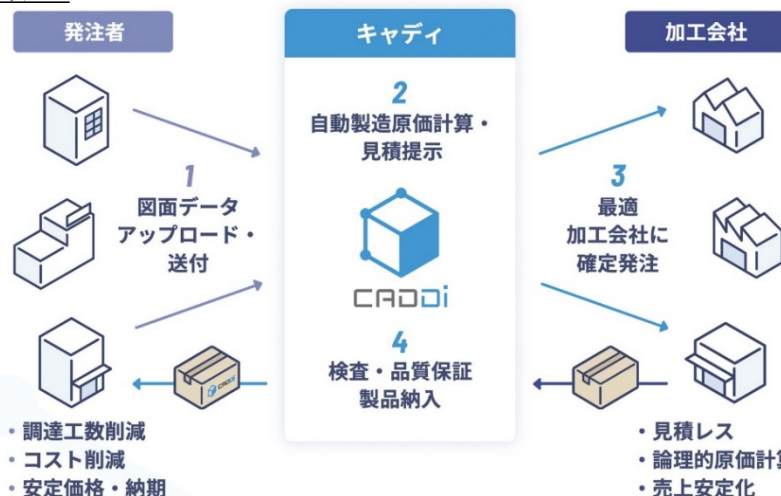 発注者
キャディ
加工会社
1
図面データ
アップロード・
送付
2
自動製造原価計算・
見積提示
CADDi
3
最適
加工会社に
確定発注
4
検査・品質保証
製品納入
CADDi
・調達工数削減
・コスト削減
・安定価格・納期
・見積レス
・論理的原価計算
・売上安定化